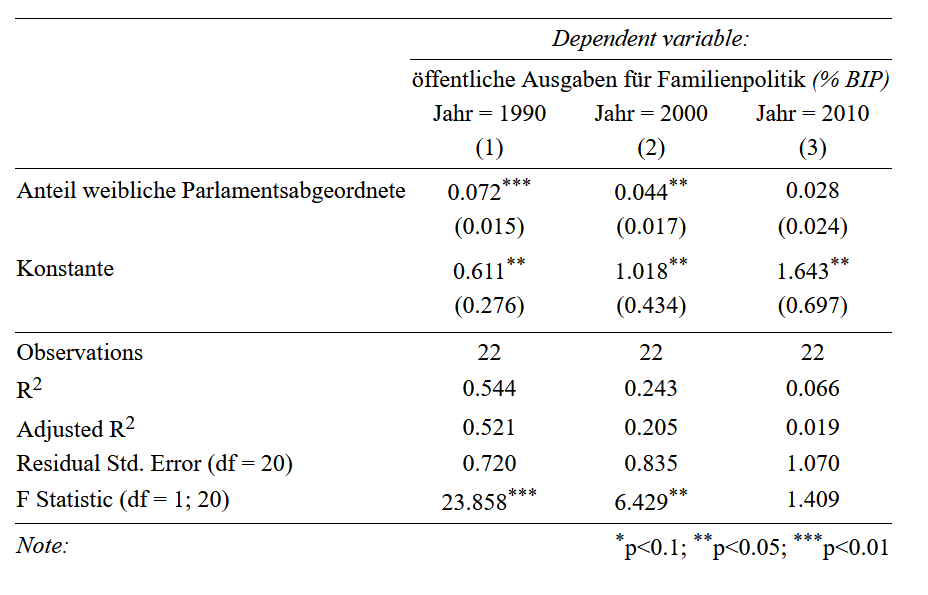 Dependent variable:
öffentliche Ausgaben für Familienpolitik (% BIP)
Jahr = 1990 Jahr = 2000 Jahr = 2010
(1) (2) (3)
Anteil weibliche Parlamentsabgeordnete 0.072*** 0.044** 0.028
(0.015) (0.017) (0.024)
Konstante 0.611** 1.018** 1.643**
(0.276) (0.434) (0.697)
Observations 22 22 22
R2 0.544 0.243 0.066
Adjusted R2 0.521 0.205 0.019
Residual Std. Error (df = 20) 0.720 0.835 1.070
F Statistic (df = 1; 20) 23.858*** 6.429** 1.409
Note: *p<0.1; **p<0.05; ***p<0.01